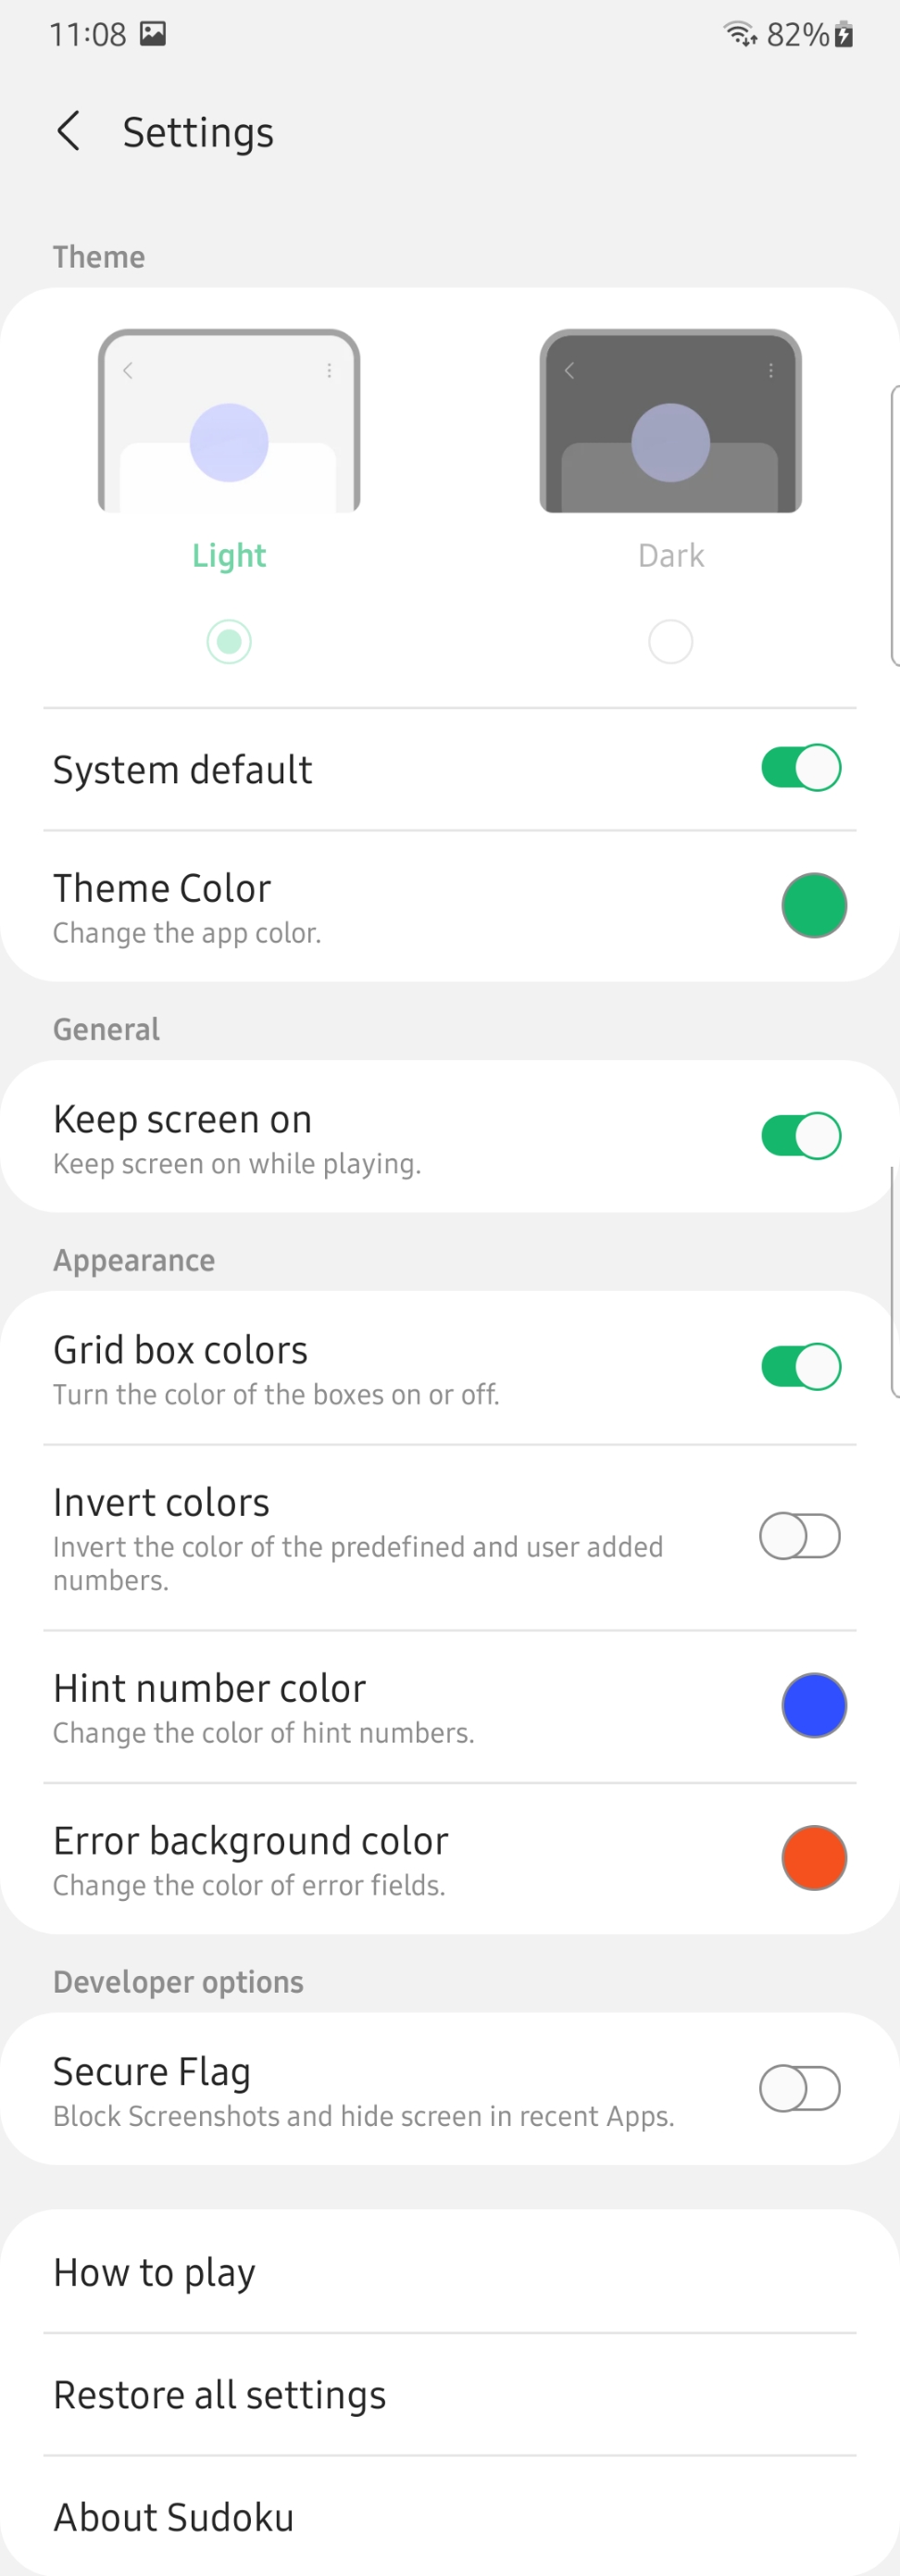 11:08 82%
Settings
Theme
Light Dark
System default
Theme Color
Change the app color.
General
Keep screen on
Keep screen on while playing.
Appearance
Grid box colors
Turn the color of the boxes on or off.
Invert colors
Invert the color of the predefined and user added
numbers.
Hint number color
Change the color of hint numbers.
Error background color
Change the color of error fields.
Developer options
Secure Flag
Block Screenshots and hide screen in recent Apps.
How to play
Restore all settings
About Sudoku